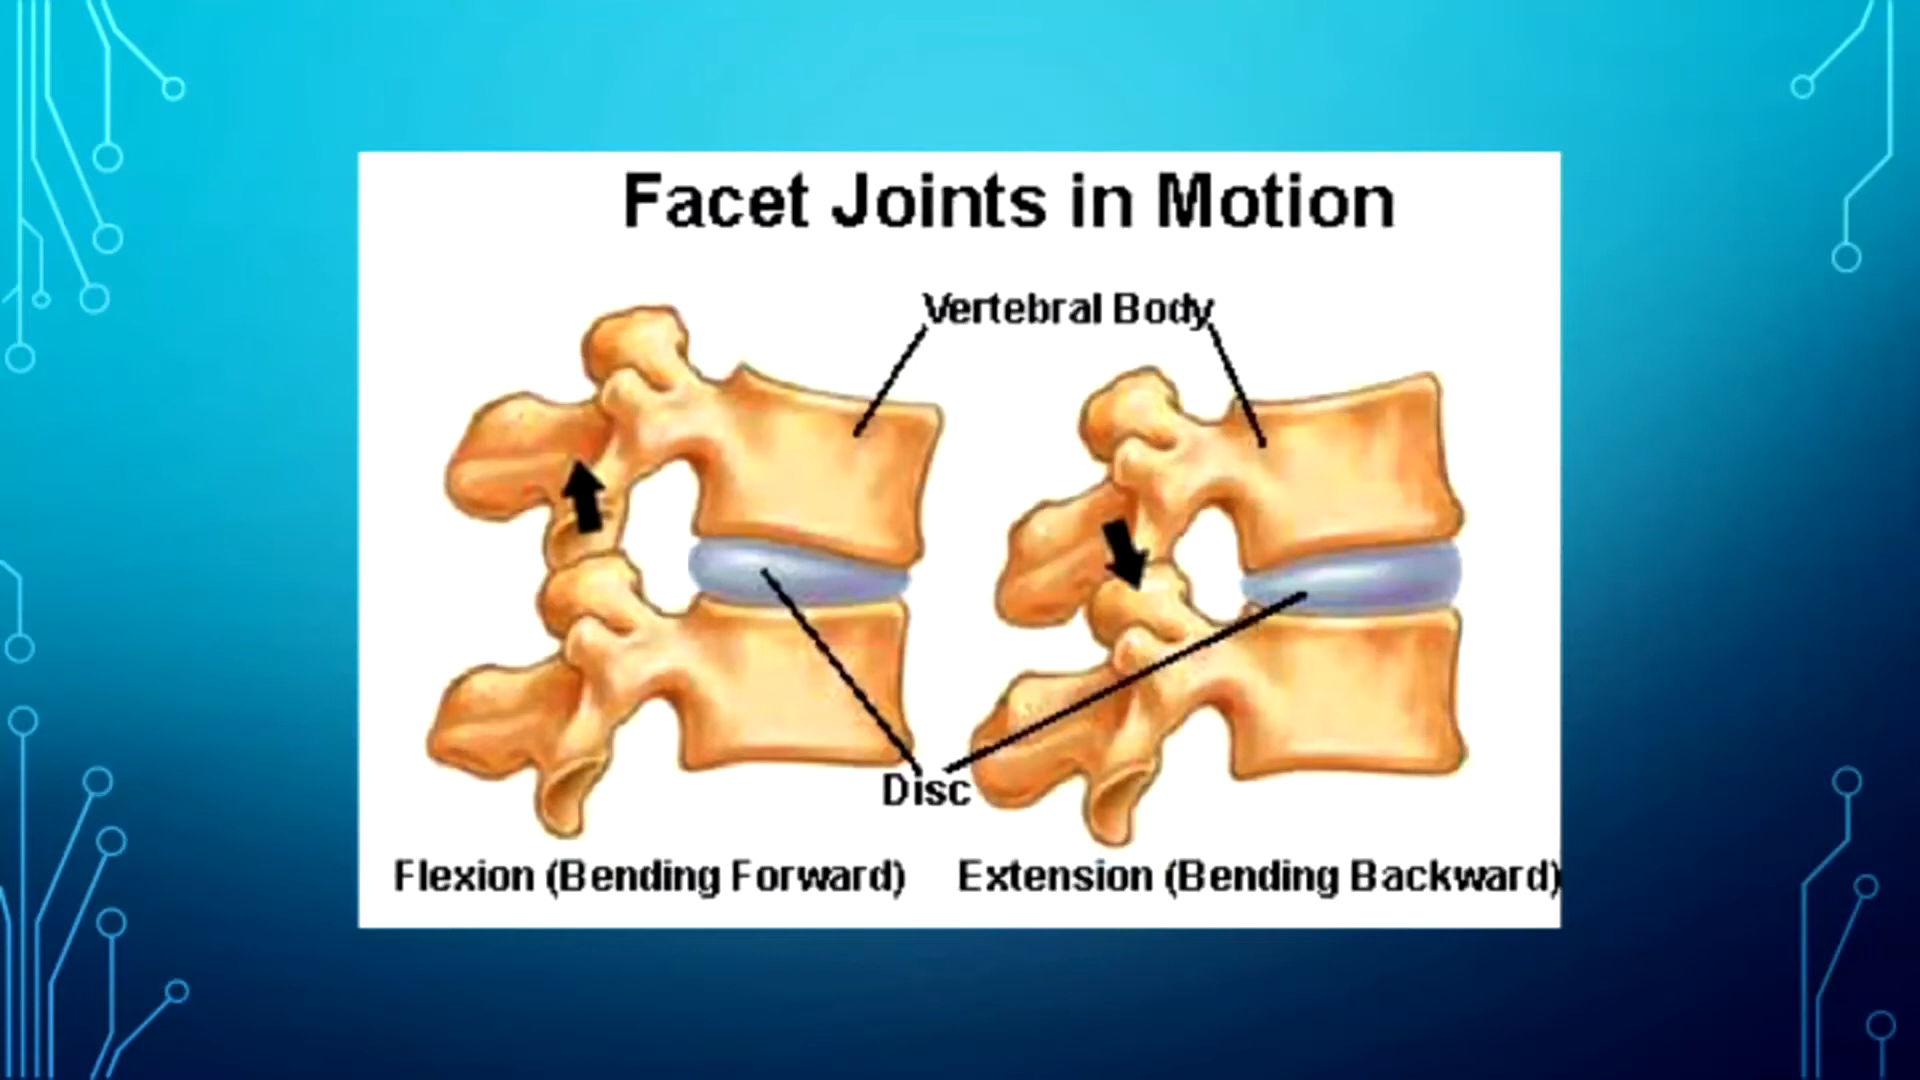 Facet Joints in Motion
Vertebral Body
Disc
Flexion (Bending Forward)
Extension (Bending Backward)